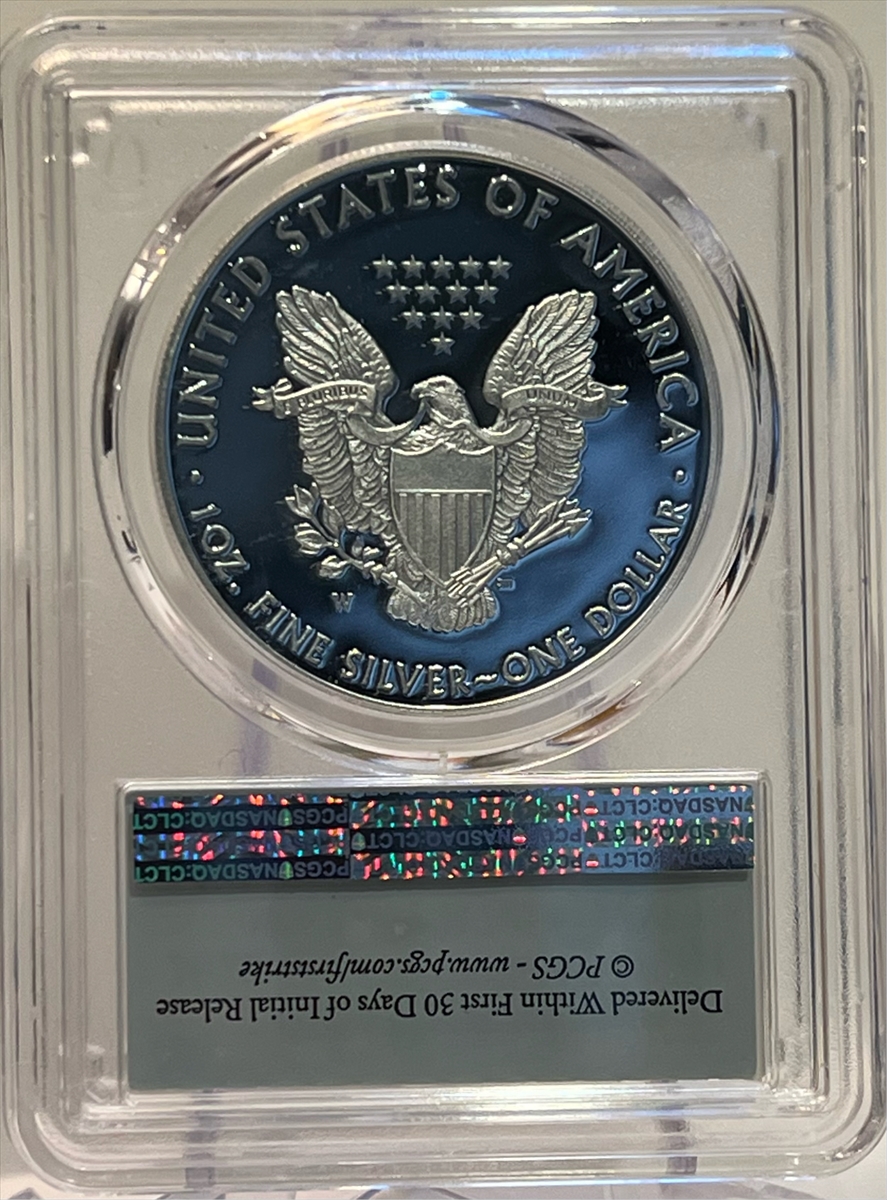 UNITED STATES OF AMERICA
E PLURIBUS UNUM
W
· 1 OZ. FINE SILVER~ONE DOLLAR ·
PCGS NASDAQ:CLCT
Delivered Within First 30 Days of Initial Release
© PCGS - www.pcgs.com/firststrike